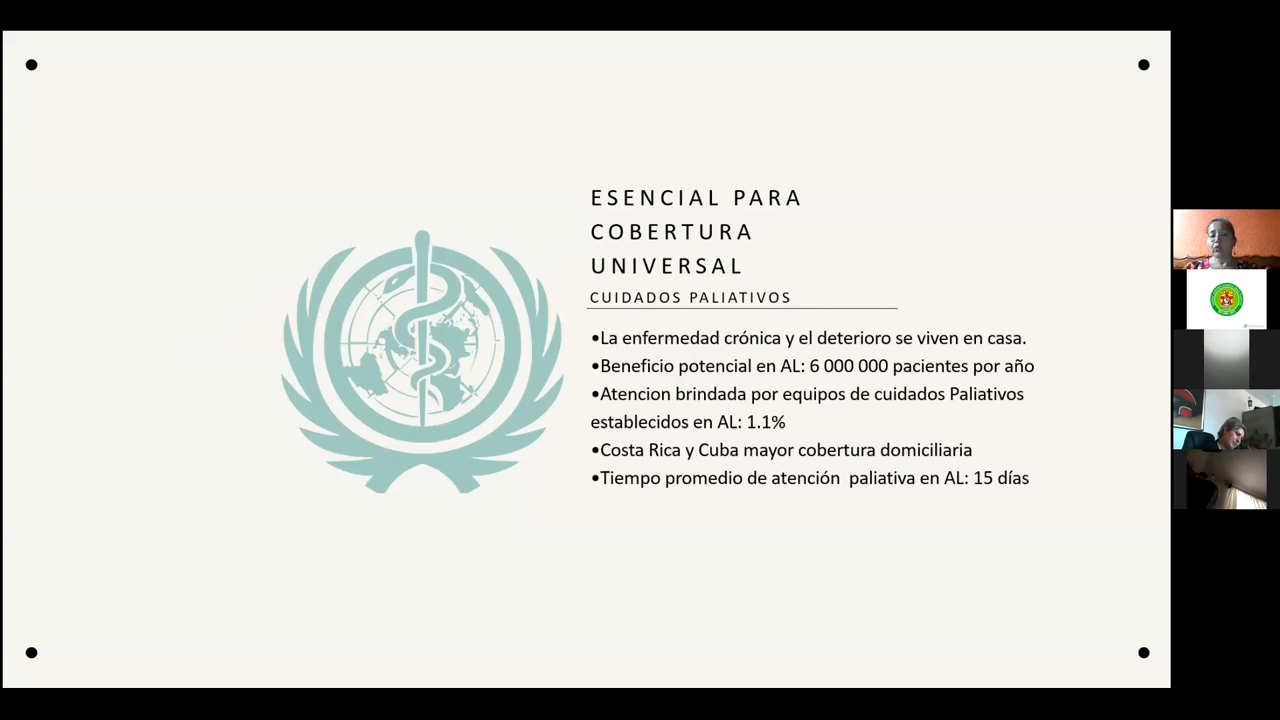 ESENCIAL PARA
COBERTURA
UNIVERSAL
CUIDADOS PALIATIVOS
•La enfermedad crónica y el deterioro se viven en casa.
•Beneficio potencial en AL: 6 000 000 pacientes por año
•Atencion brindada por equipos de cuidados Paliativos
establecidos en AL: 1.1%
•Costa Rica y Cuba mayor cobertura domiciliaria
•Tiempo promedio de atención  paliativa en AL: 15 días